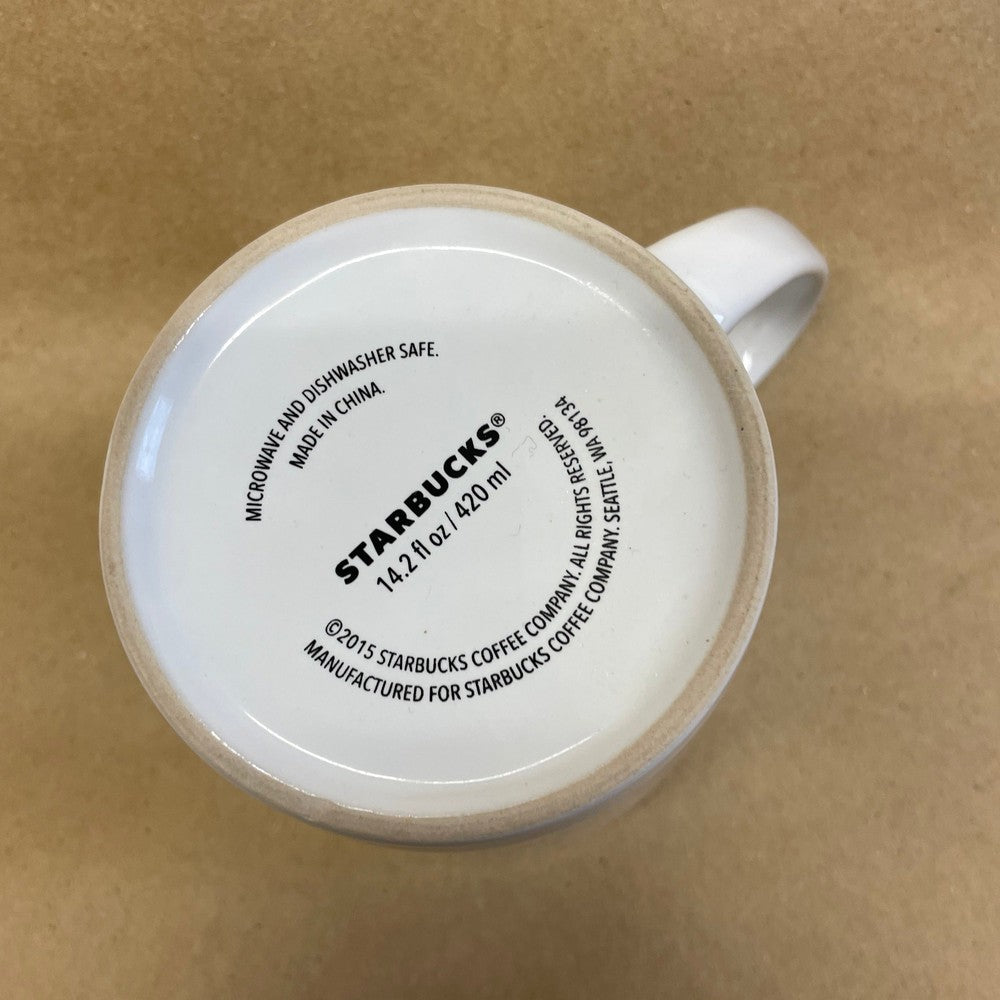 MICROWAVE AND DISHWASHER SAFE.
MADE IN CHINA.
STARBUCKS®
14.2 fl oz / 420 ml
©2015 STARBUCKS COFFEE COMPANY. ALL RIGHTS RESERVED.
MANUFACTURED FOR STARBUCKS COFFEE COMPANY. SEATTLE, WA 98134